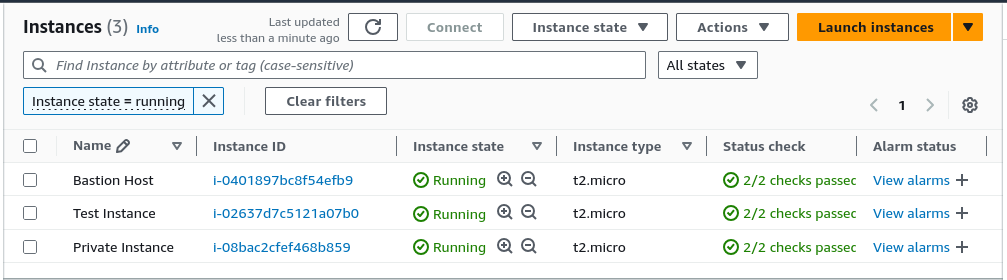 Instances (3) Info
Last updated
less than a minute ago
Connect
Instance state
Actions
Launch instances
Find Instance by attribute or tag (case-sensitive)
All states
Instance state = running
Clear filters
1
Name Instance ID Instance state Instance type Status check Alarm status
Bastion Host i-0401897bc8f54efb9 Running t2.micro 2/2 checks passec View alarms
Test Instance i-02637d7c5121a07b0 Running t2.micro 2/2 checks passec View alarms
Private Instance i-08bac2cfef468b859 Running t2.micro 2/2 checks passec View alarms